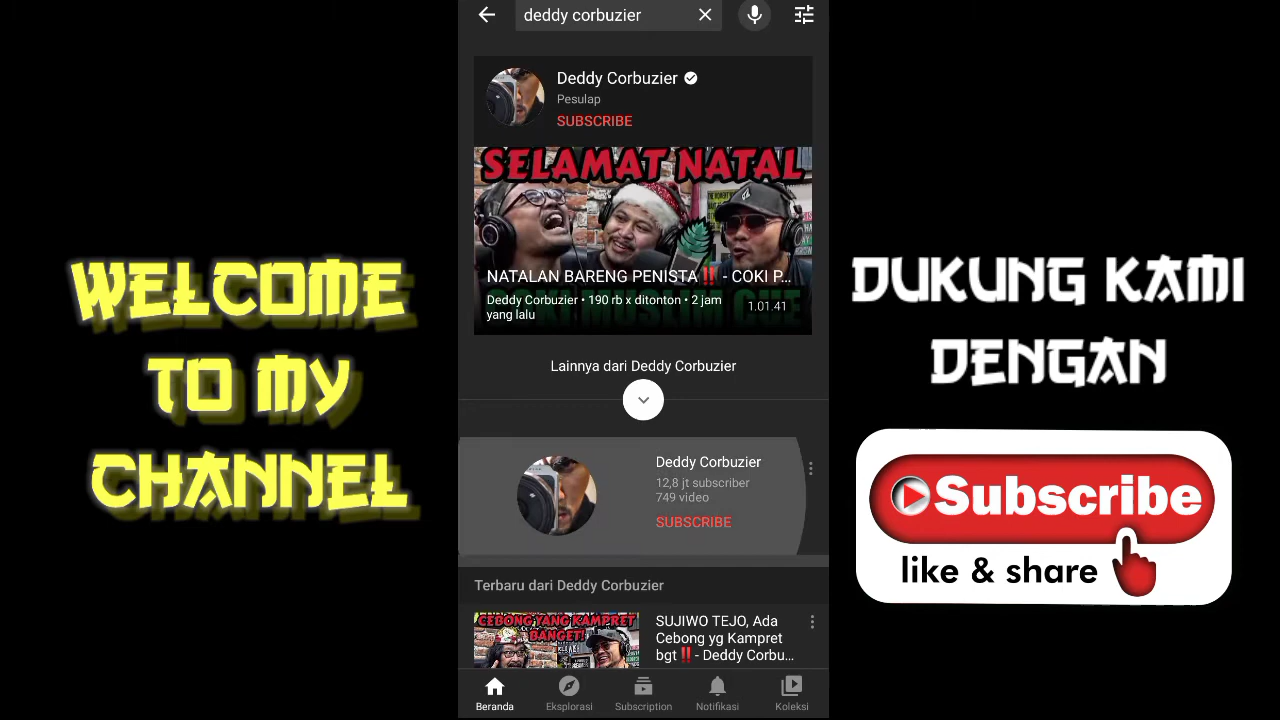 WELCOME
TO MY
CHANNEL
deddy corbuzier
Deddy Corbuzier
Pesulap
SUBSCRIBE
SELAMAT NATAL
NATALAN BARENG PENISTA‼️ - COKI P...
Deddy Corbuzier • 190 rb x ditonton • 2 jam
yang lalu
1.01.41
Lainnya dari Deddy Corbuzier
Deddy Corbuzier
12,8 jt subscriber
749 video
SUBSCRIBE
Terbaru dari Deddy Corbuzier
CEBONG YANG KAMPRET
BANGET!
SUJIWO TEJO, Ada
Cebong yg Kampret
bgt‼️- Deddy Corbu...
Beranda
Eksplorasi
Subscription
Notifikasi
Koleksi
DUKUNG KAMI
DENGAN
Subscribe
like & share